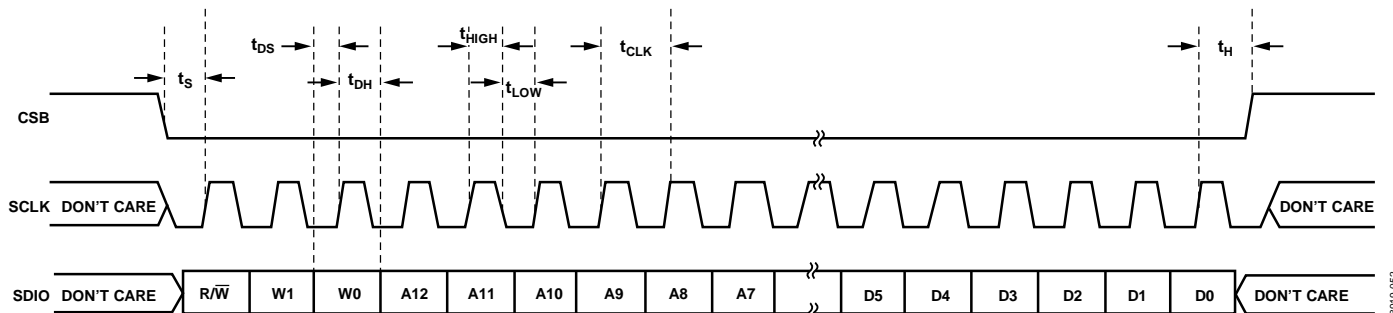 tDS
tHIGH
tCLK
tH
tS
tDH
tLOW
CSB
SCLK DON'T CARE
DON'T CARE
SDIO DON'T CARE R/W̅ W1 W0 A12 A11 A10 A9 A8 A7 D5 D4 D3 D2 D1 D0 DON'T CARE